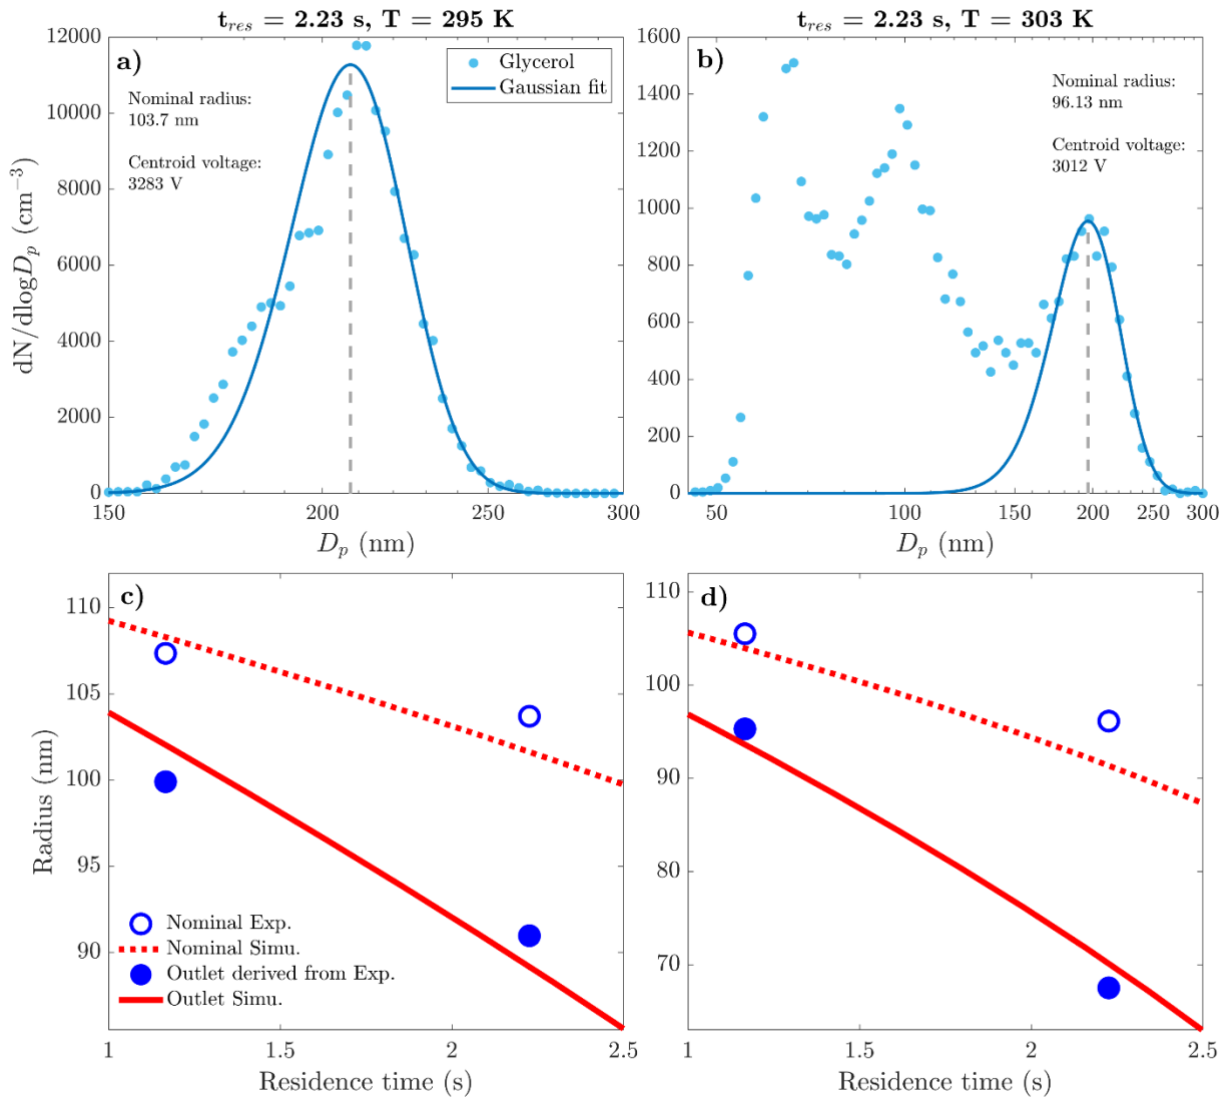 t_res = 2.23 s, T = 295 K
a)
Glycerol
Gaussian fit
Nominal radius:
103.7 nm
Centroid voltage:
3283 V
dN/dlogD_p (cm⁻³)
12000
10000
8000
6000
4000
2000
0
150
200
250
300
D_p (nm)
t_res = 2.23 s, T = 303 K
b)
Nominal radius:
96.13 nm
Centroid voltage:
3012 V
1600
1400
1200
1000
800
600
400
200
0
50
100
150
200
250
300
D_p (nm)
c)
Radius (nm)
110
105
100
95
90
Nominal Exp.
Nominal Simu.
Outlet derived from Exp.
Outlet Simu.
1
1.5
2
2.5
Residence time (s)
d)
110
100
90
80
70
1
1.5
2
2.5
Residence time (s)